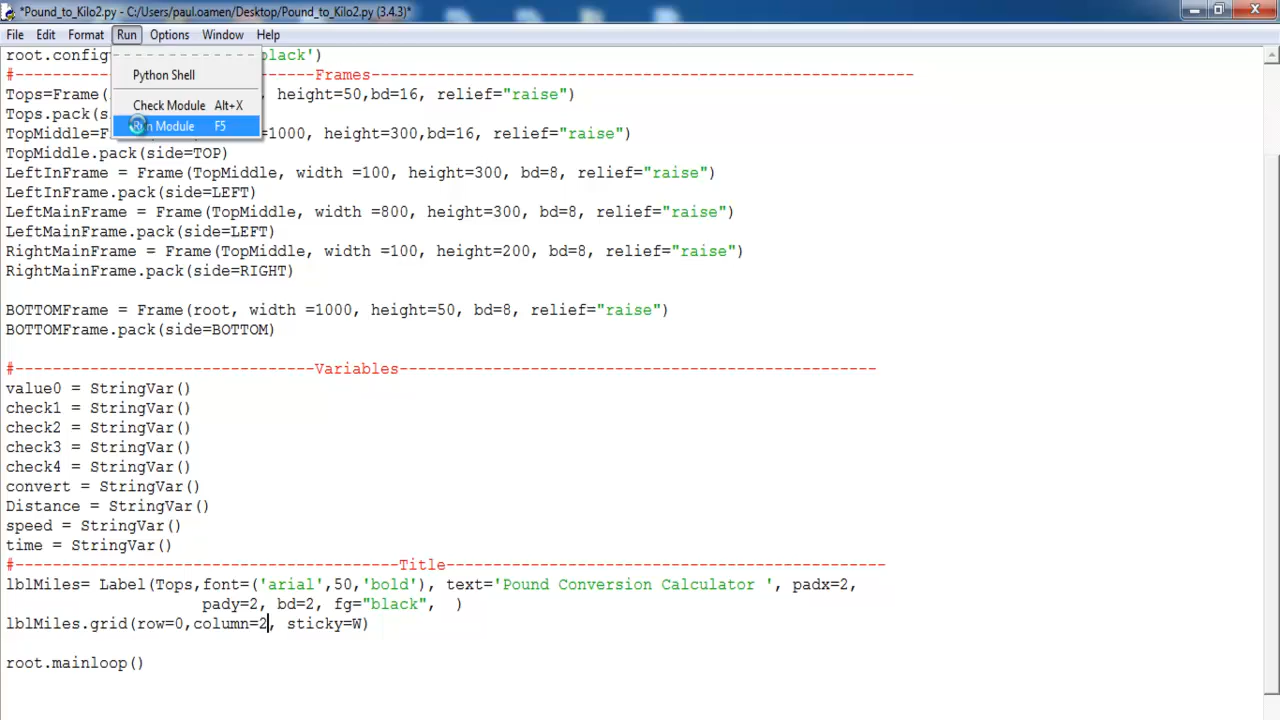 *Pound_to_Kilo2.py - C:/Users/paul.oamen/Desktop/Pound_to_Kilo2.py (3.4.3)*
File Edit Format Run Options Window Help
root.config black')
#-- --------Frames----------------------------------------------------------
Tops=Frame( height=50,bd=16, relief="raise")
Python Shell
Tops.pack(s
Check Module Alt+X
TopMiddle=F 1000, height=300,bd=16, relief="raise")
Run Module F5
TopMiddle.pack(side=TOP)
LeftInFrame = Frame(TopMiddle, width =100, height=300, bd=8, relief="raise")
LeftInFrame.pack(side=LEFT)
LeftMainFrame = Frame(TopMiddle, width =800, height=300, bd=8, relief="raise")
LeftMainFrame.pack(side=LEFT)
RightMainFrame = Frame(TopMiddle, width =100, height=200, bd=8, relief="raise")
RightMainFrame.pack(side=RIGHT)
BOTTOMFrame = Frame(root, width =1000, height=50, bd=8, relief="raise")
BOTTOMFrame.pack(side=BOTTOM)
#--------------------------------Variables---------------------------------------------------
value0 = StringVar()
check1 = StringVar()
check2 = StringVar()
check3 = StringVar()
check4 = StringVar()
convert = StringVar()
Distance = StringVar()
speed = StringVar()
time = StringVar()
#-----------------------------------------Title-----------------------------------------------
lblMiles= Label(Tops,font=('arial',50,'bold'), text='Pound Conversion Calculator ', padx=2,
pady=2, bd=2, fg="black",  )
lblMiles.grid(row=0,column=2, sticky=W)
root.mainloop()